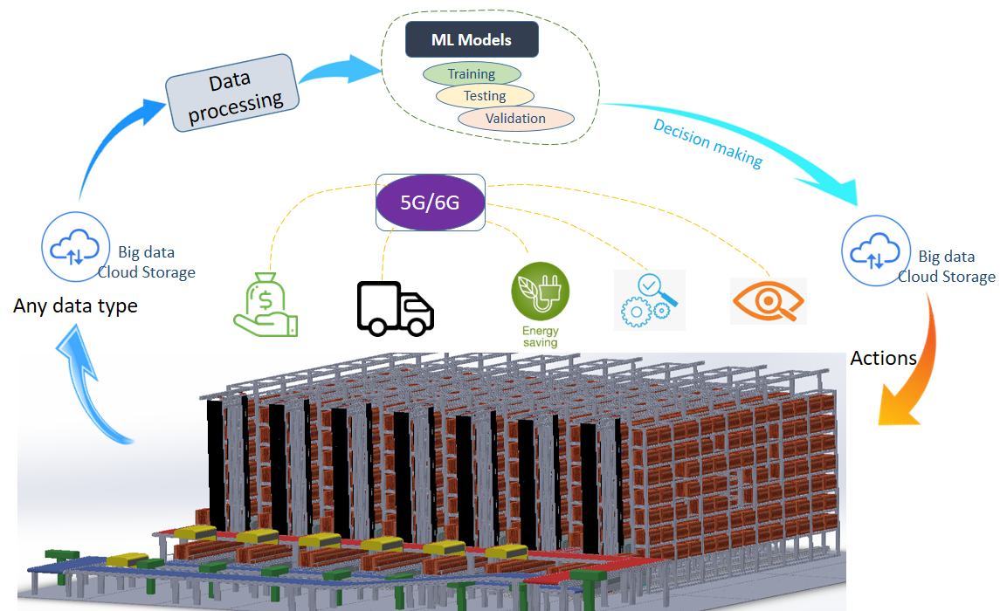 ML Models
Training
Testing
Validation
Data
processing
Decision making
5G/6G
Big data
Cloud Storage
Any data type
$
Energy
saving
Big data
Cloud Storage
Actions